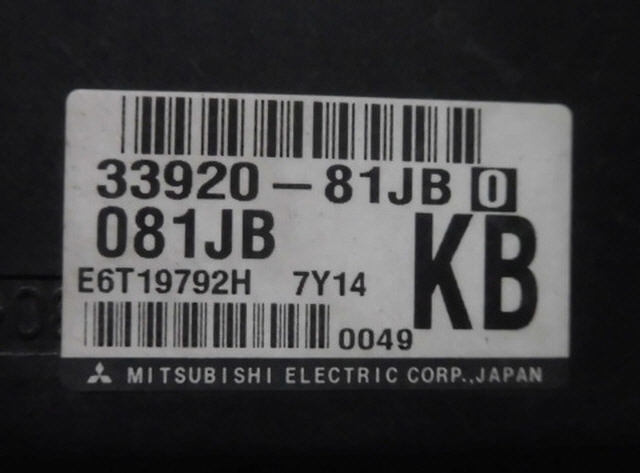 33920-81JB 0
081JB
KB
E6T19792H 7Y14
0049
MITSUBISHI ELECTRIC CORP.,JAPAN